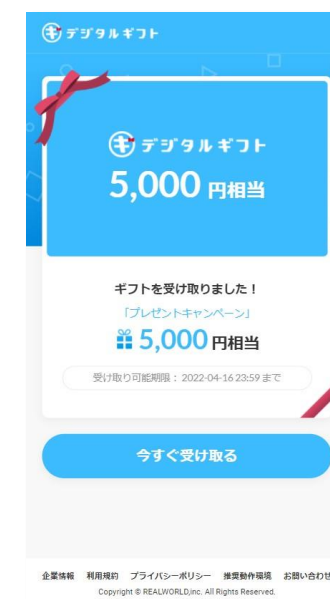 デジタルギフト
デジタルギフト
5,000 円相当
ギフトを受け取りました！
「プレゼントキャンペーン」
5,000 円相当
受け取り可能期限：2022-04-16 23:59 まで
今すぐ受け取る
企業情報 利用規約 プライバシーポリシー 推奨動作環境 お問い合わせ
Copyright © REALWORLD,inc. All Rights Reserved.